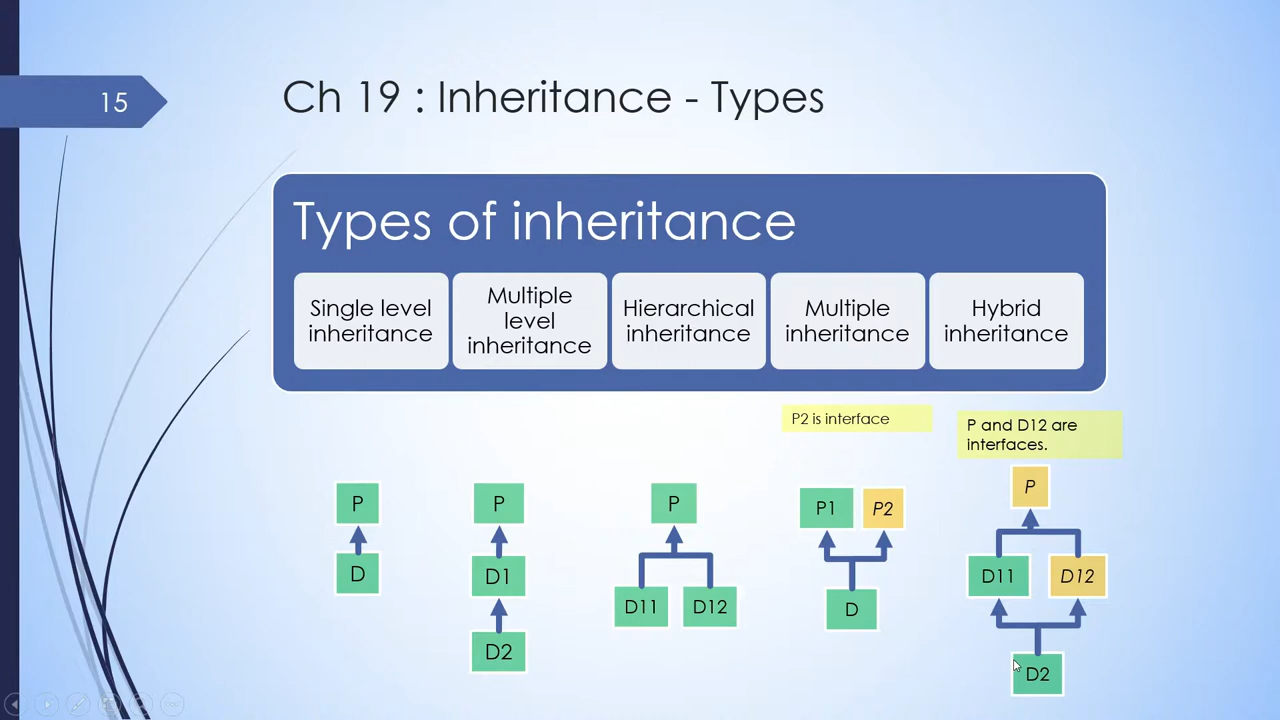 15
Ch 19 : Inheritance - Types
Types of inheritance
Single level
inheritance
Multiple
level
inheritance
Hierarchical
inheritance
Multiple
inheritance
Hybrid
inheritance
P2 is interface
P and D12 are
interfaces.
P
D
P
D1
D2
P
D11
D12
P1
P2
D
P
D11
D12
D2